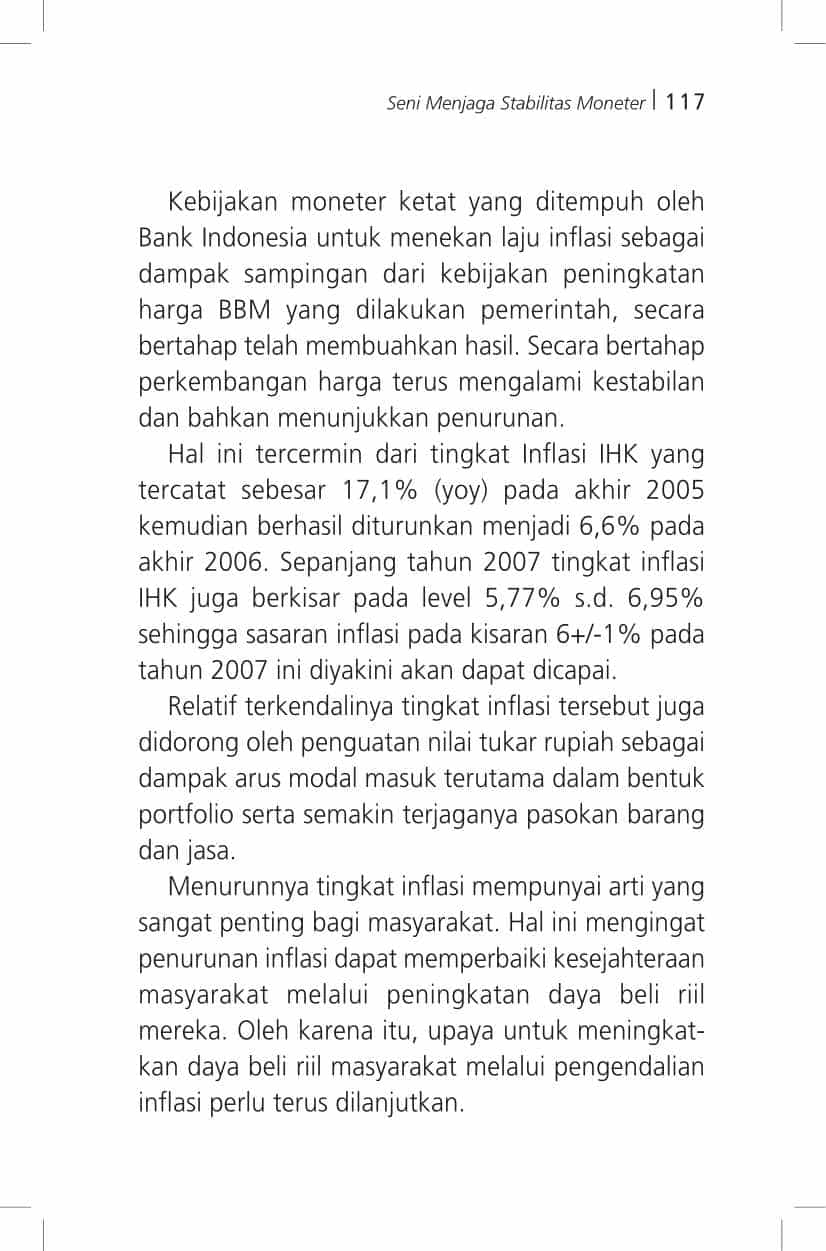 Seni Menjaga Stabilitas Moneter | 117
Kebijakan moneter ketat yang ditempuh oleh
Bank Indonesia untuk menekan laju inflasi sebagai
dampak sampingan dari kebijakan peningkatan
harga BBM yang dilakukan pemerintah, secara
bertahap telah membuahkan hasil. Secara bertahap
perkembangan harga terus mengalami kestabilan
dan bahkan menunjukkan penurunan.
Hal ini tercermin dari tingkat Inflasi IHK yang
tercatat sebesar 17,1% (yoy) pada akhir 2005
kemudian berhasil diturunkan menjadi 6,6% pada
akhir 2006. Sepanjang tahun 2007 tingkat inflasi
IHK juga berkisar pada level 5,77% s.d. 6,95%
sehingga sasaran inflasi pada kisaran 6+/-1% pada
tahun 2007 ini diyakini akan dapat dicapai.
Relatif terkendalinya tingkat inflasi tersebut juga
didorong oleh penguatan nilai tukar rupiah sebagai
dampak arus modal masuk terutama dalam bentuk
portfolio serta semakin terjaganya pasokan barang
dan jasa.
Menurunnya tingkat inflasi mempunyai arti yang
sangat penting bagi masyarakat. Hal ini mengingat
penurunan inflasi dapat memperbaiki kesejahteraan
masyarakat melalui peningkatan daya beli riil
mereka. Oleh karena itu, upaya untuk meningkat-
kan daya beli riil masyarakat melalui pengendalian
inflasi perlu terus dilanjutkan.